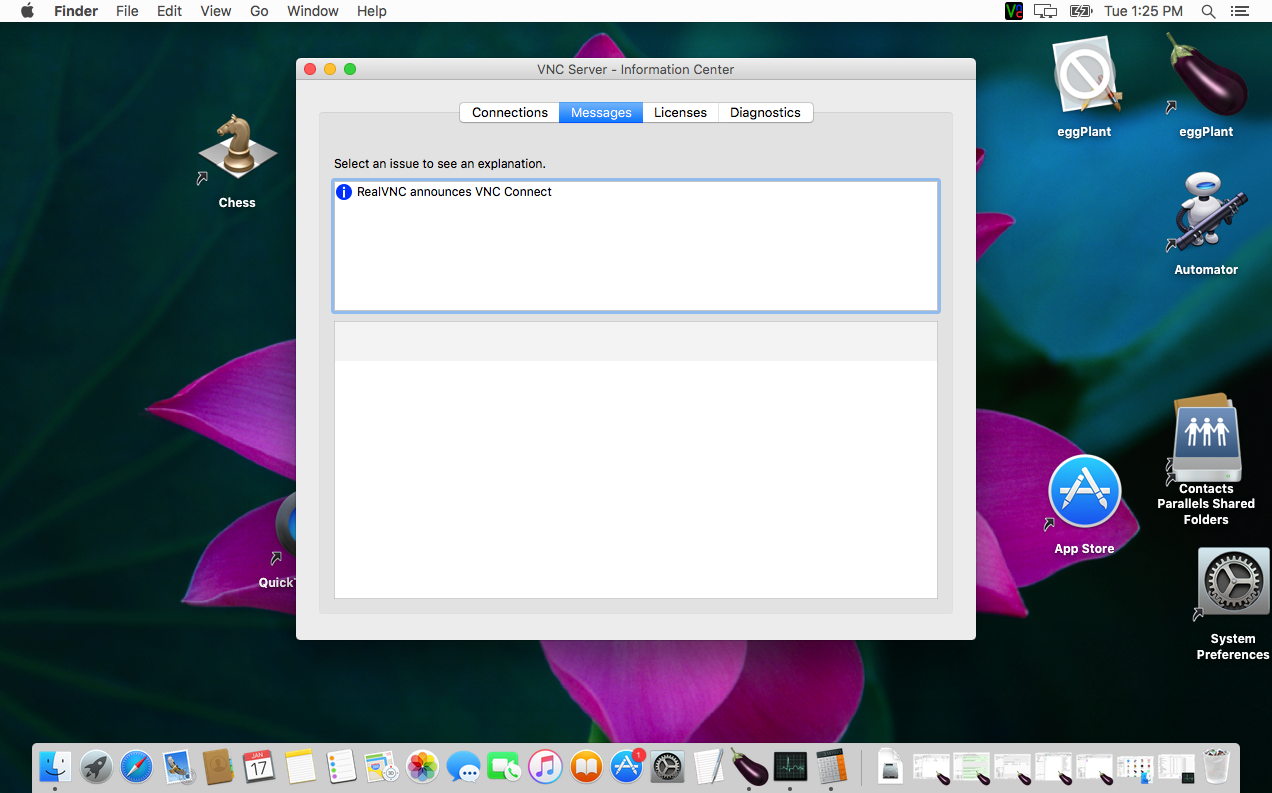 Finder File Edit View Go Window Help
Tue 1:25 PM
VNC Server - Information Center
Connections Messages Licenses Diagnostics
Select an issue to see an explanation.
RealVNC announces VNC Connect
Chess
eggPlant
eggPlant
Automator
Contacts
Parallels Shared
Folders
App Store
QuickT
System
Preferences
JAN
17
1